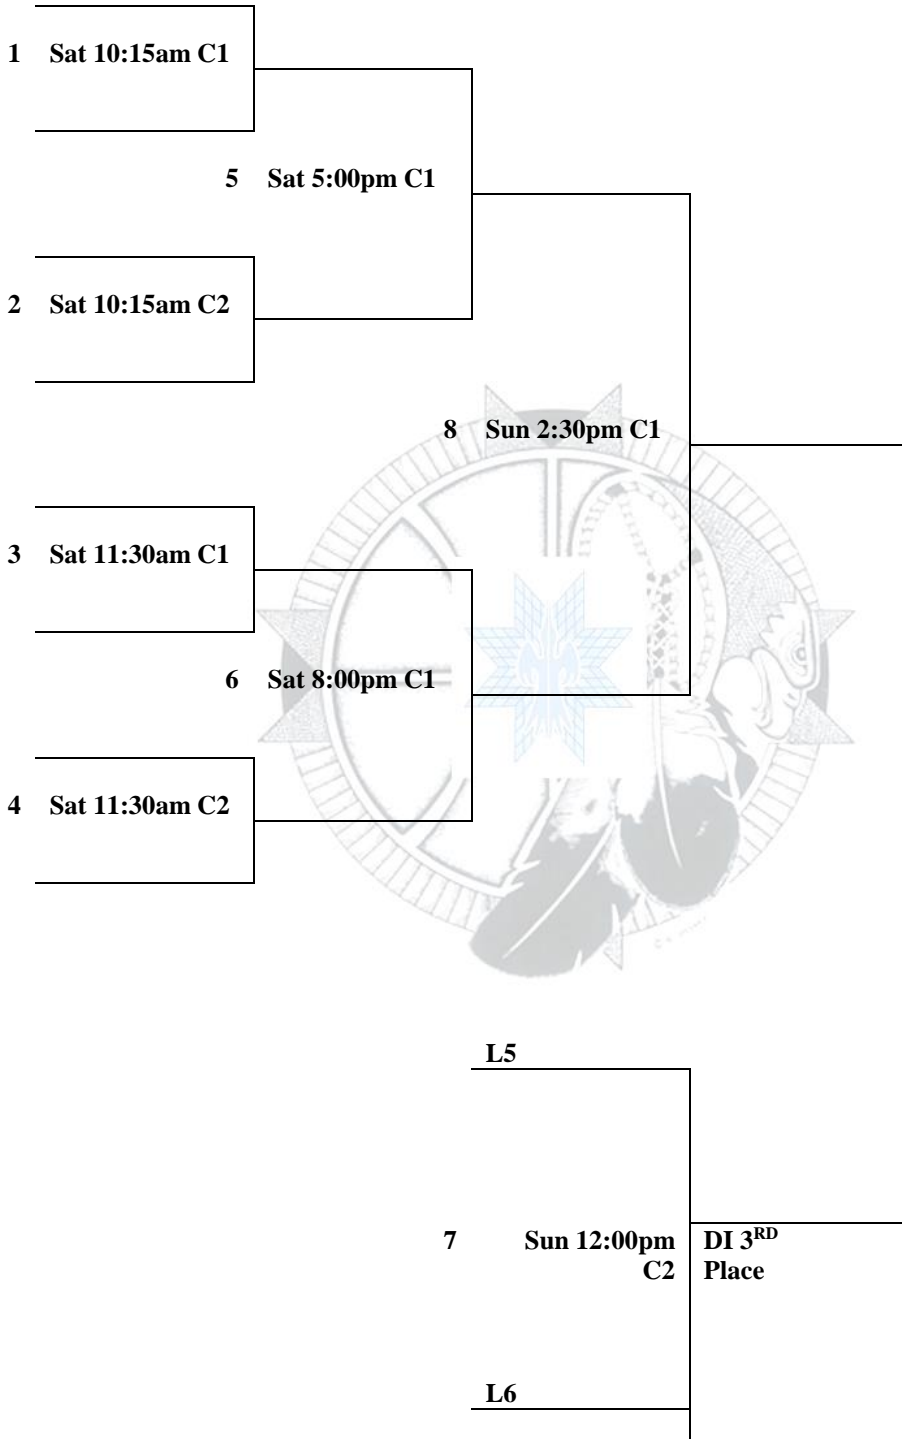 1 Sat 10:15am C1
5 Sat 5:00pm C1
2 Sat 10:15am C2
8 Sun 2:30pm C1
3 Sat 11:30am C1
6 Sat 8:00pm C1
4 Sat 11:30am C2
L5
7 Sun 12:00pm DI 3RD
C2 Place
L6